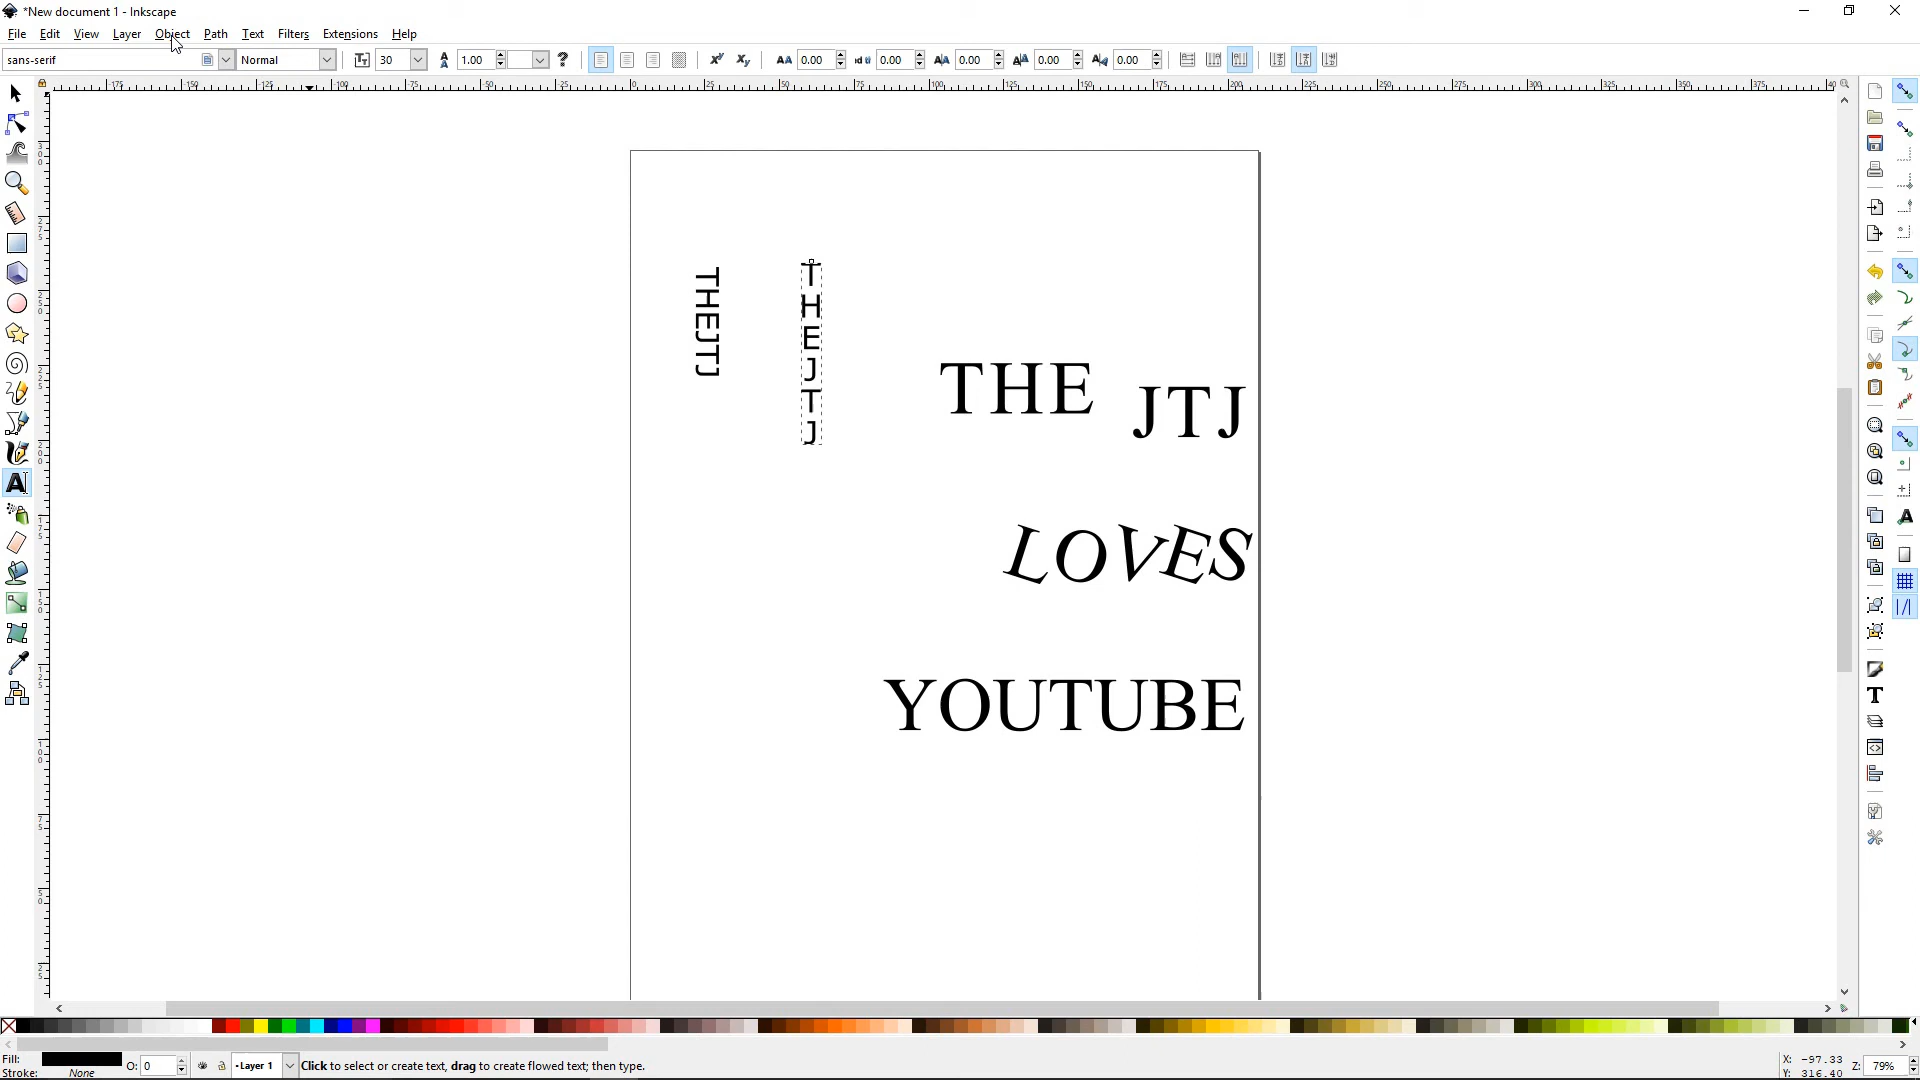 *New document 1 - Inkscape
File Edit View Layer Object Path Text Filters Extensions Help
sans-serif Normal 30 1.00 ? 0.00 0.00 0.00 0.00 0.00
THEJTJ
THEJTJ
THE JTJ
LOVES
YOUTUBE
Fill: O: 0 -Layer 1 Click to select or create text, drag to create flowed text; then type. X: -97.33 Z: 79%
Stroke: None Y: 316.40